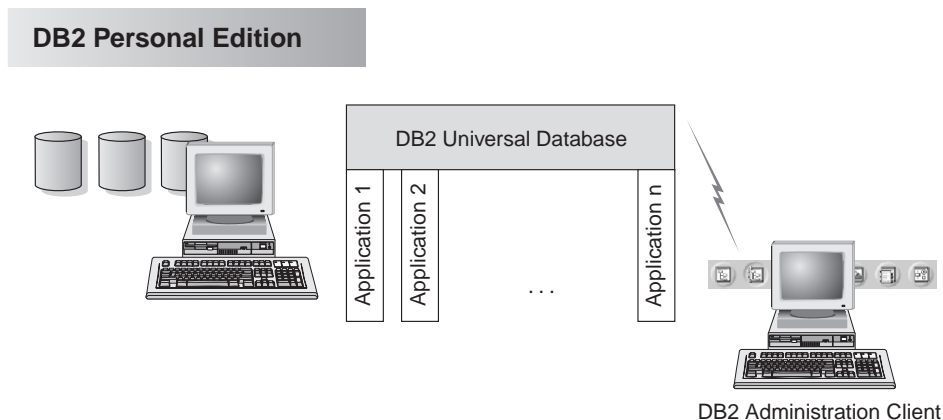 DB2 Personal Edition
DB2 Universal Database
Application 1
Application 2
. . .
Application n
DB2 Administration Client